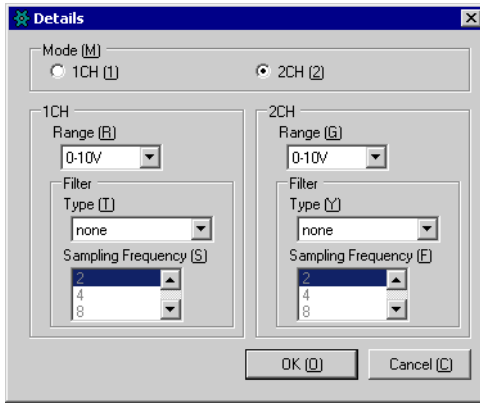 Details
Mode (M)
1CH (1) 2CH (2)
1CH
Range (R)
0-10V
Filter
Type (T)
none
Sampling Frequency (S)
2
4
8
2CH
Range (G)
0-10V
Filter
Type (Y)
none
Sampling Frequency (F)
2
4
8
OK (O) Cancel (C)